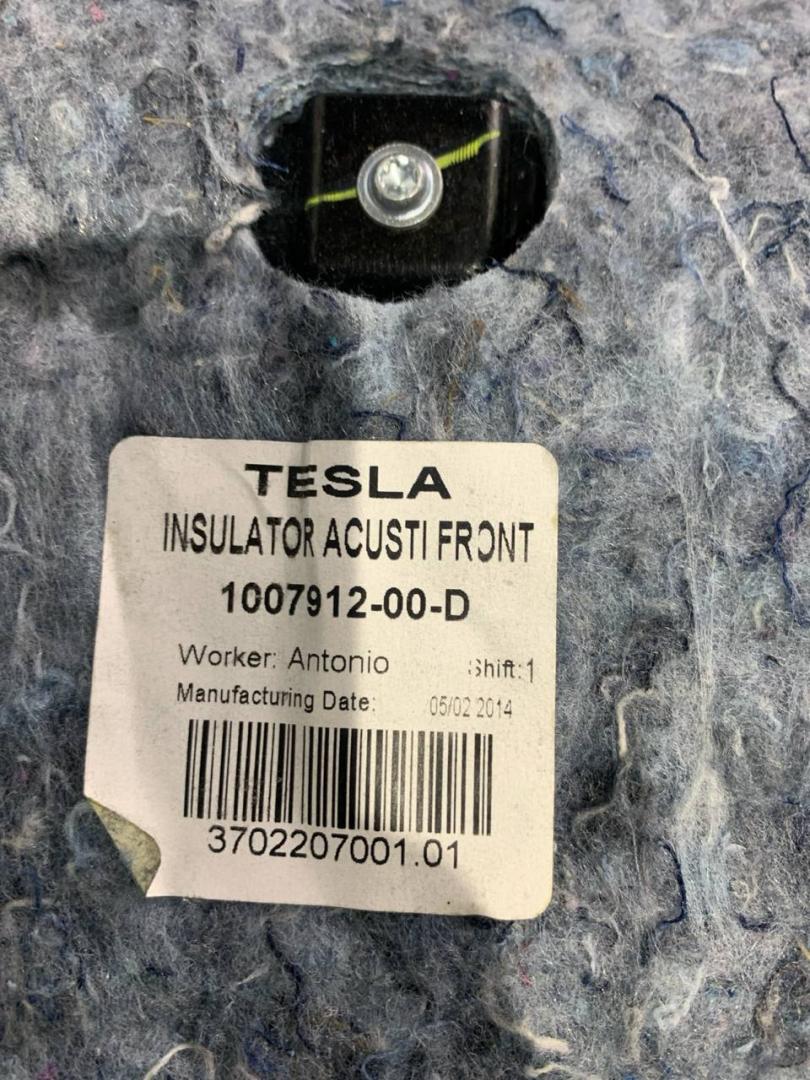 TESLA
INSULATOR ACUSTI FRONT
1007912-00-D
Worker: Antonio Shift:1
Manufacturing Date: 05/02 2014
3702207001.01